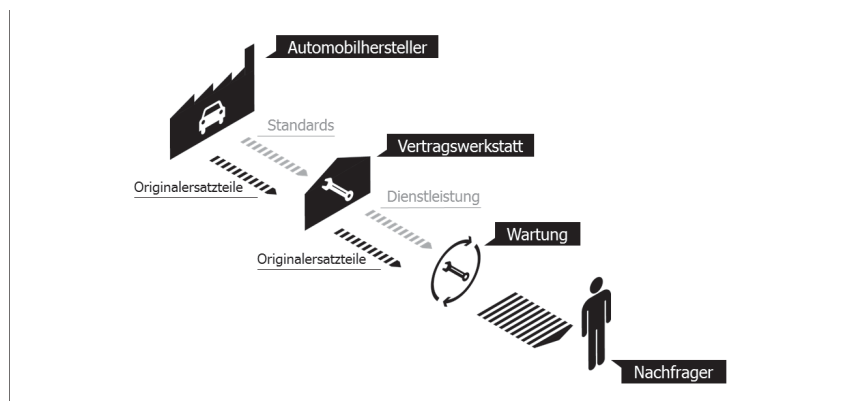 Automobilhersteller
Standards
Vertragswerkstatt
Originalersatzteile
Dienstleistung
Wartung
Originalersatzteile
Nachfrager